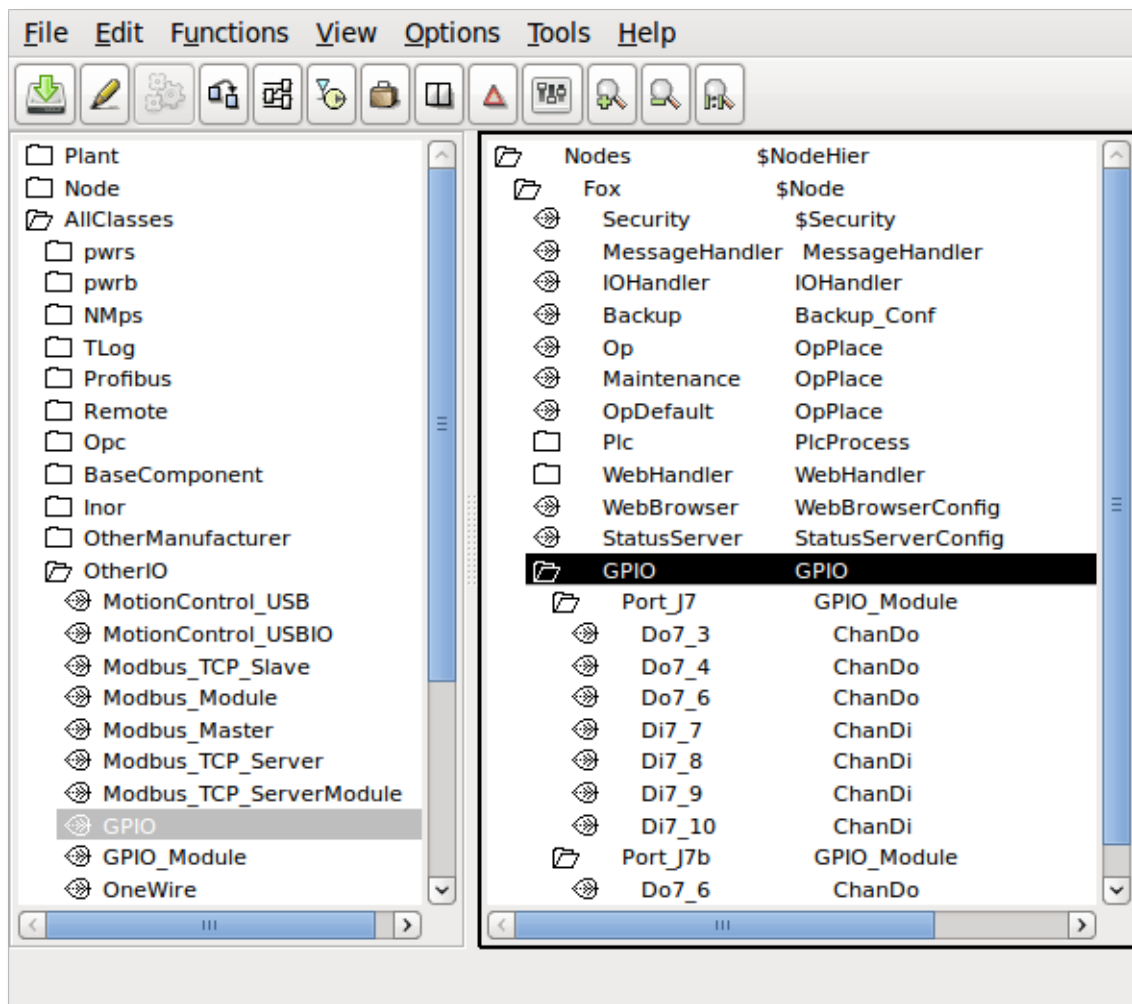 File Edit Functions View Options Tools Help
Plant
Node
AllClasses
pwrs
pwrb
NMps
TLog
Profibus
Remote
Opc
BaseComponent
Inor
OtherManufacturer
OtherIO
MotionControl_USB
MotionControl_USBIO
Modbus_TCP_Slave
Modbus_Module
Modbus_Master
Modbus_TCP_Server
Modbus_TCP_ServerModule
GPIO
GPIO_Module
OneWire
Nodes $NodeHier
Fox $Node
Security $Security
MessageHandler MessageHandler
IOHandler IOHandler
Backup Backup_Conf
Op OpPlace
Maintenance OpPlace
OpDefault OpPlace
Plc PlcProcess
WebHandler WebHandler
WebBrowser WebBrowserConfig
StatusServer StatusServerConfig
GPIO GPIO
Port_J7 GPIO_Module
Do7_3 ChanDo
Do7_4 ChanDo
Do7_6 ChanDo
Di7_7 ChanDi
Di7_8 ChanDi
Di7_9 ChanDi
Di7_10 ChanDi
Port_J7b GPIO_Module
Do7_6 ChanDo